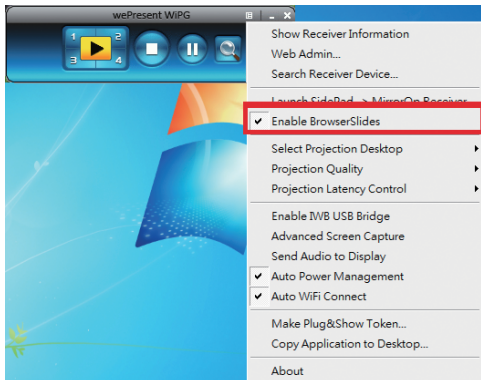 wePresent WiPG
1 2
3 4
Show Receiver Information
Web Admin...
Search Receiver Device...
Launch SidePad -> MirrorOp Receiver
Enable BrowserSlides
Select Projection Desktop
Projection Quality
Projection Latency Control
Enable IWB USB Bridge
Advanced Screen Capture
Send Audio to Display
Auto Power Management
Auto WiFi Connect
Make Plug&Show Token...
Copy Application to Desktop...
About